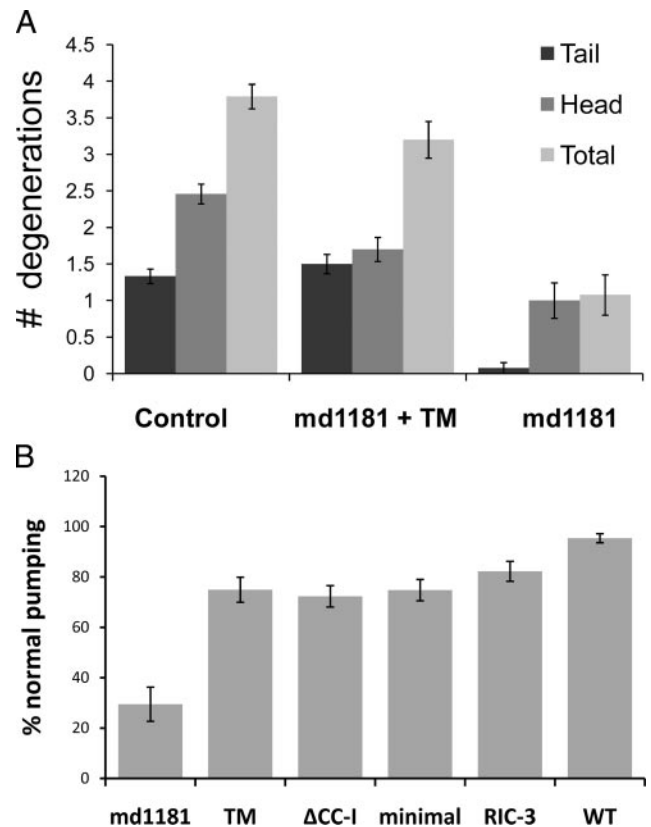 A
# degenerations
4.5
4
3.5
3
2.5
2
1.5
1
0.5
0
Tail
Head
Total
Control md1181 + TM md1181
B
% normal pumping
120
100
80
60
40
20
0
md1181 TM ΔCC-I minimal RIC-3 WT